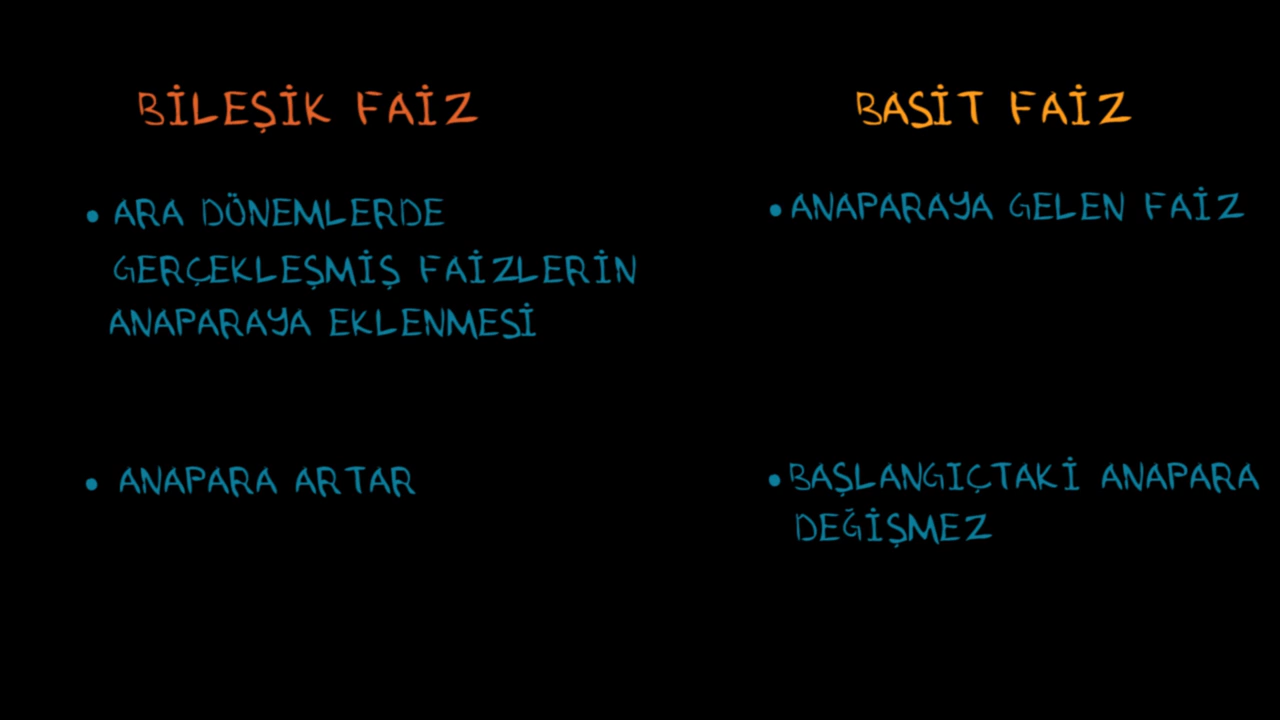 BİLEŞİK FAİZ
• ARA DÖNEMLERDE
GERÇEKLEŞMİŞ FAİZLERİN
ANAPARAYA EKLENMESİ
• ANAPARA ARTAR
BASİT FAİZ
• ANAPARAYA GELEN FAİZ
• BAŞLANGIÇTAKİ ANAPARA
DEĞİŞMEZ